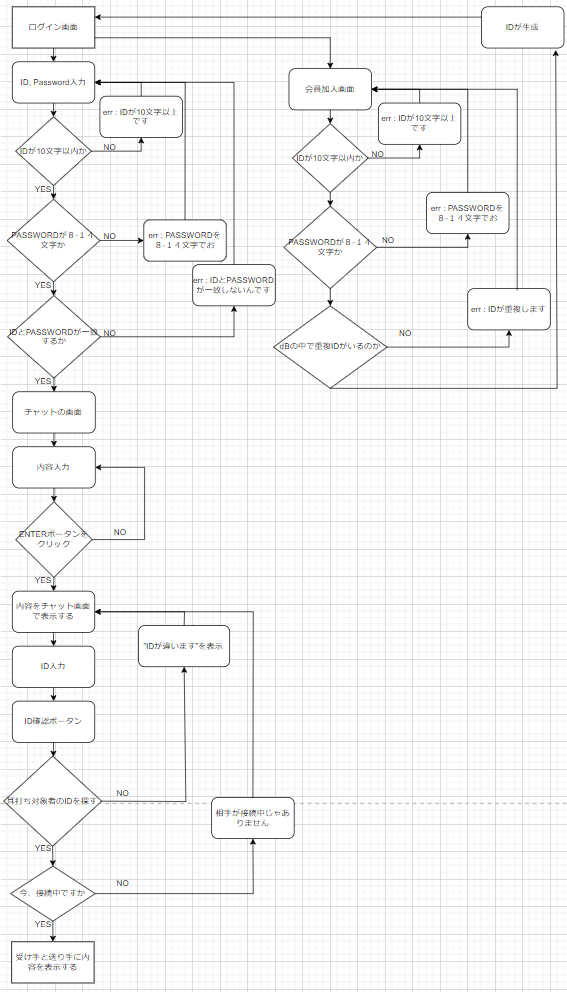 ログイン画面
IDが生成
ID, Password入力
会員加入画面
err : IDが10文字以上
です
err : IDが10文字以上
です
IDが10文字以内か
NO
IDが10文字以内か
NO
YES
PASSWORDが８-１４
文字か
NO
err : PASSWORDを
８-１４文字でお
PASSWORDが８-１４
文字か
NO
err : PASSWORDを
８-１４文字でお
YES
err : IDとPASSWORD
が一致しないんです
err : IDが重複します
IDとPASSWORDが一致
するか
NO
dBの中で重複IDがいるのか
NO
YES
チャットの画面
内容入力
ENTERボータンを
クリック
NO
YES
内容をチャット画面
で表示する
"IDが違います"を表示
ID入力
ID確認ボータン
耳打ち対象者のIDを探す
NO
相手が接続中じゃあ
りません
YES
今、接続中ですか
NO
YES
受け手と送り手に内
容を表示する